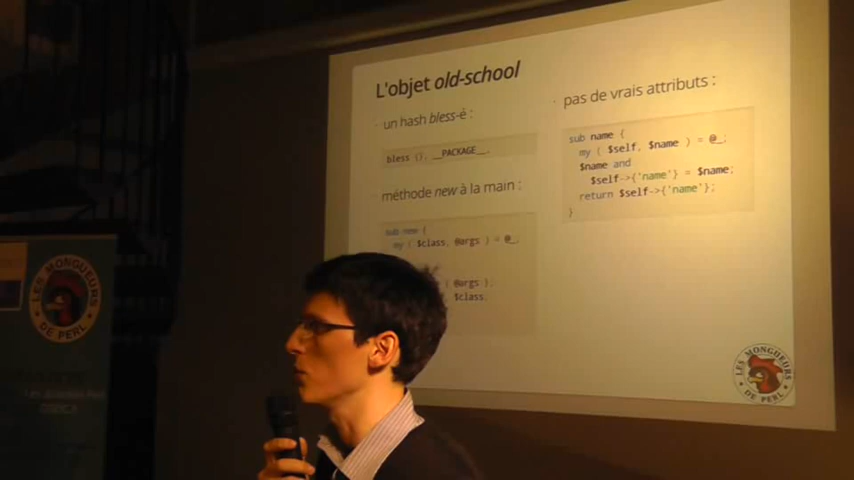 L'objet old-school
un hash bless-é :
bless {}, __PACKAGE__,
méthode new à la main :
sub new {
my ( $class, @args ) = @_;
( @args );
$class;
pas de vrais attributs :
sub name {
my ( $self, $name ) = @_;
$name and
$self->{'name'} = $name;
return $self->{'name'};
}
LES MONGUEURS
DE PERL
LES MONGUEURS
DE PERL